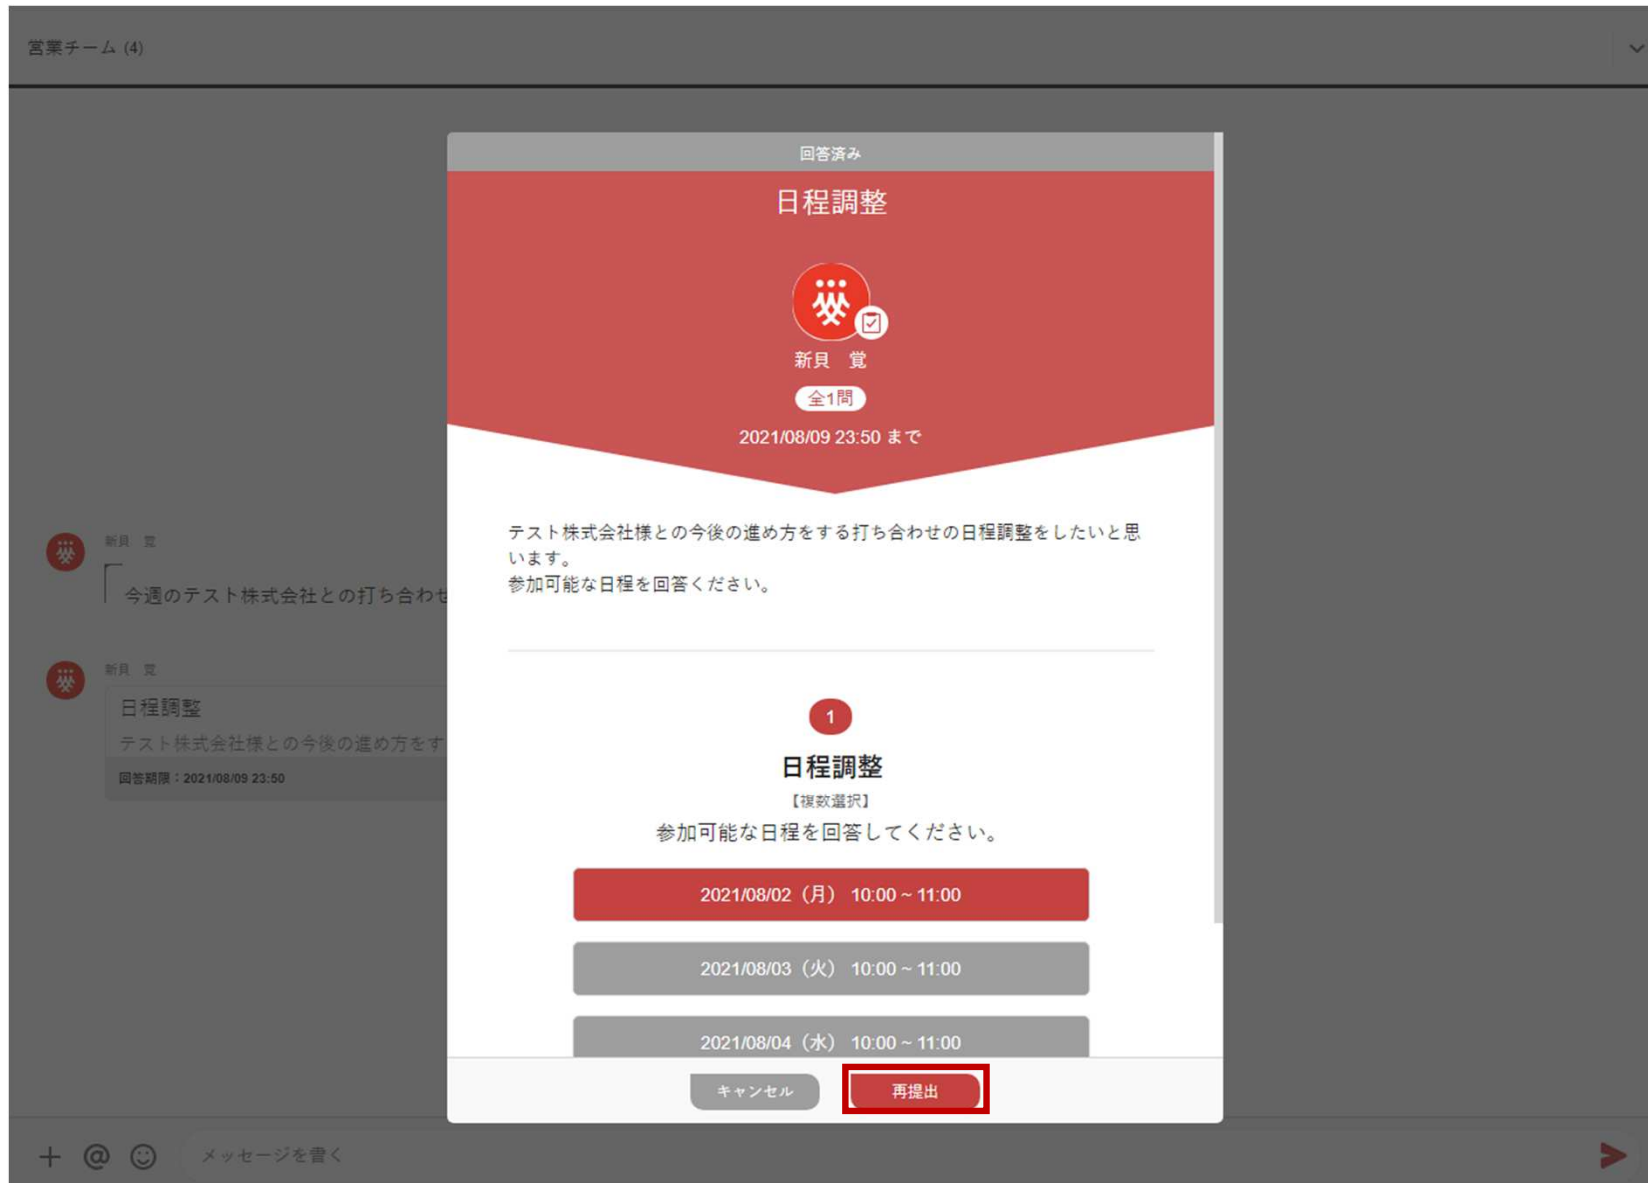 営業チーム (4)
回答済み
日程調整
新貝　覚
全1問
2021/08/09 23:50 まで
テスト株式会社様との今後の進め方をする打ち合わせの日程調整をしたいと思
います。
参加可能な日程を回答ください。
新貝　覚
今週のテスト株式会社との打ち合わせ
新貝　覚
日程調整
テスト株式会社様との今後の進め方をす
回答期限：2021/08/09 23:50
1
日程調整
【複数選択】
参加可能な日程を回答してください。
2021/08/02（月） 10:00 ~ 11:00
2021/08/03（火） 10:00 ~ 11:00
2021/08/04（水） 10:00 ~ 11:00
キャンセル
再提出
メッセージを書く